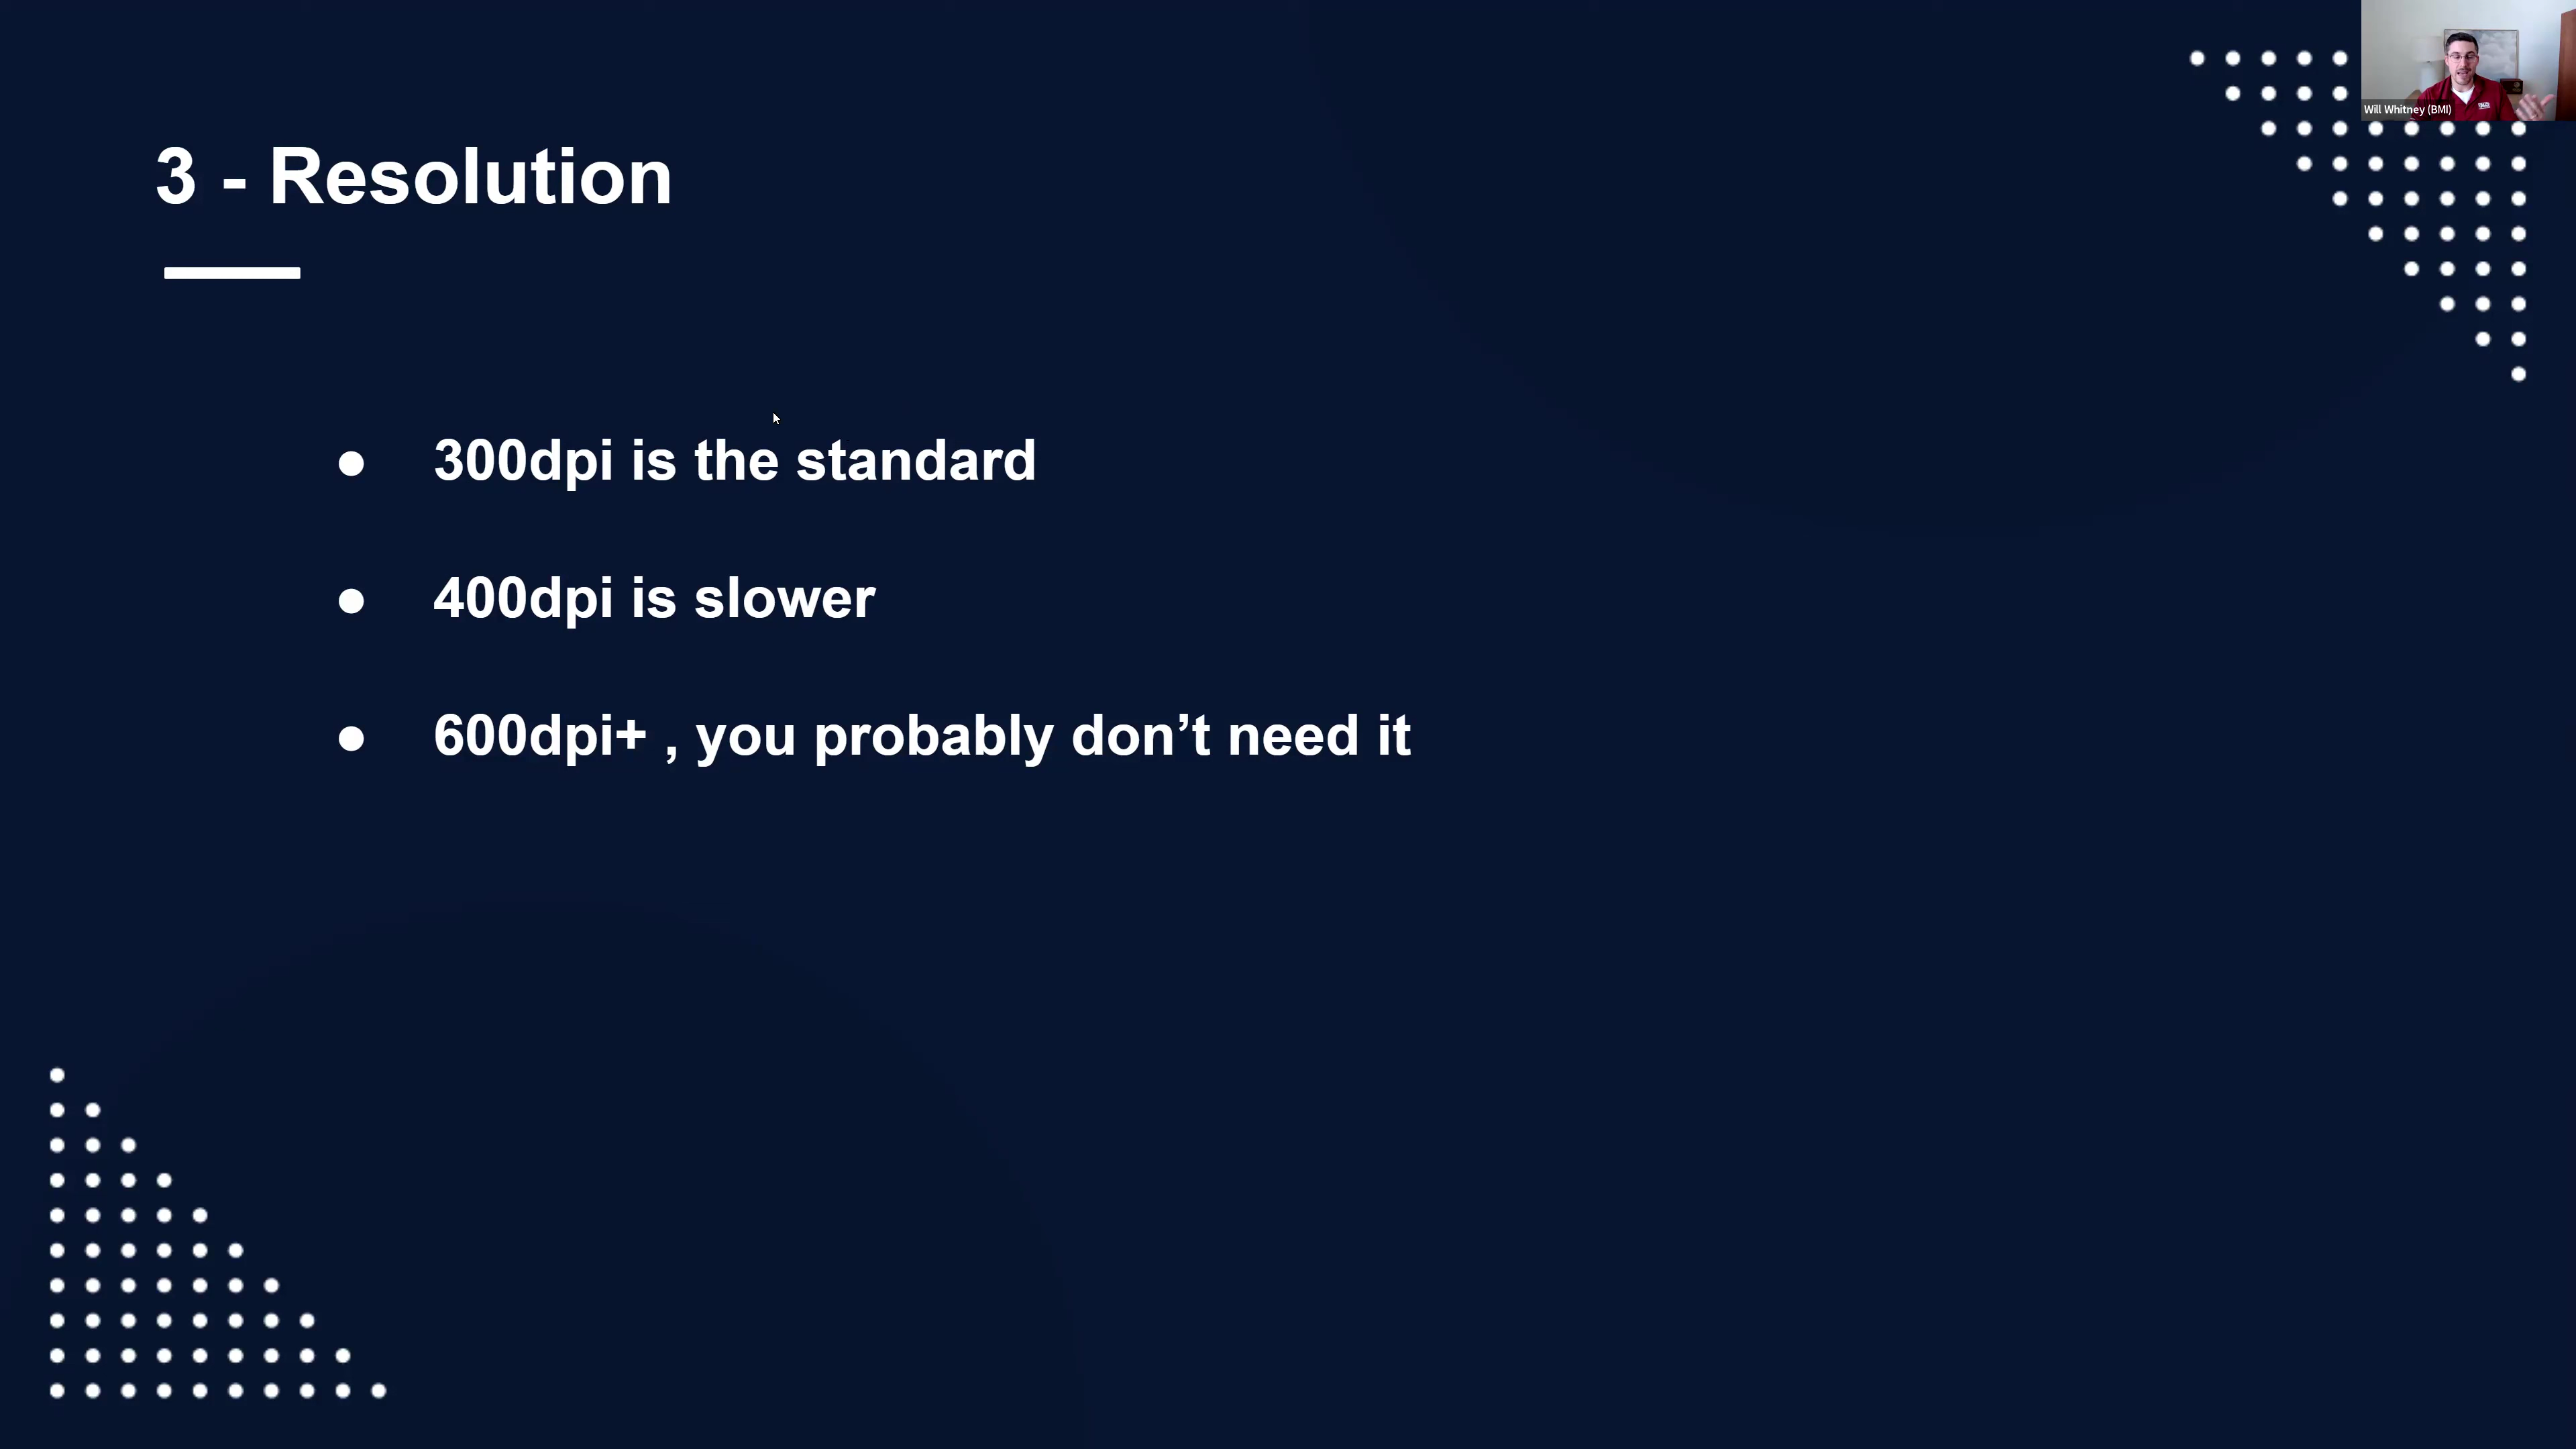 Will Whitney (BMI)
3 - Resolution
● 300dpi is the standard
● 400dpi is slower
● 600dpi+ , you probably don’t need it